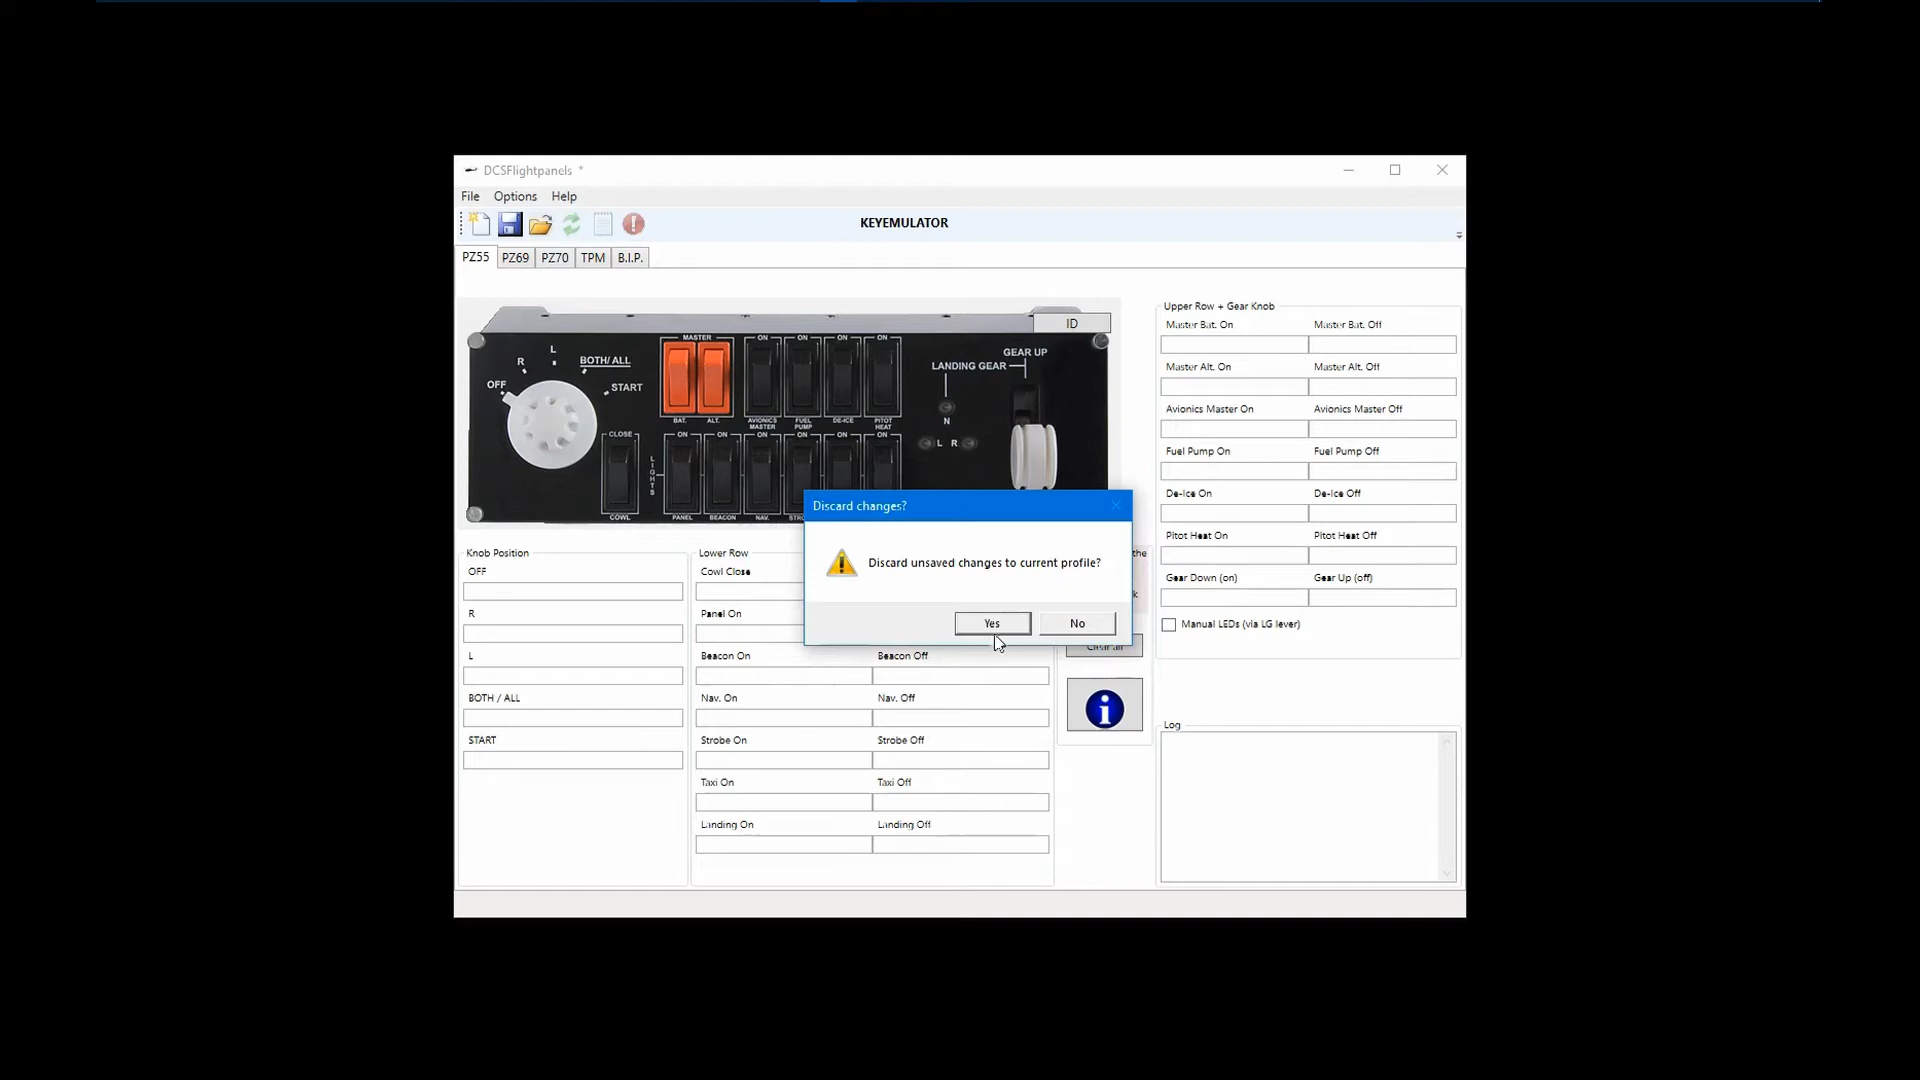 DCSFlightpanels *
File Options Help
KEYEMULATOR
PZ55 PZ69 PZ70 TPM B.I.P.
ID
OFF
R
L
BOTH/ ALL
START
MASTER
BAT. ALT.
ON ON ON ON
AVIONICS MASTER
FUEL PUMP
DE-ICE
PITOT HEAT
LANDING GEAR
GEAR UP
N
L R
CLOSE
COWL
LIGHTS
ON ON ON ON ON ON
PANEL BEACON NAV.
Upper Row + Gear Knob
Master Bat. On Master Bat. Off
Master Alt. On Master Alt. Off
Avionics Master On Avionics Master Off
Fuel Pump On Fuel Pump Off
De-Ice On De-Ice Off
Pitot Heat On Pitot Heat Off
Gear Down (on) Gear Up (off)
Manual LEDs (via LG lever)
Discard changes?
Discard unsaved changes to current profile?
Yes No
the
k
Clear all
Knob Position
OFF
R
L
BOTH / ALL
START
Lower Row
Cowl Close
Panel On
Beacon On Beacon Off
Nav. On Nav. Off
Strobe On Strobe Off
Taxi On Taxi Off
Landing On Landing Off
Log